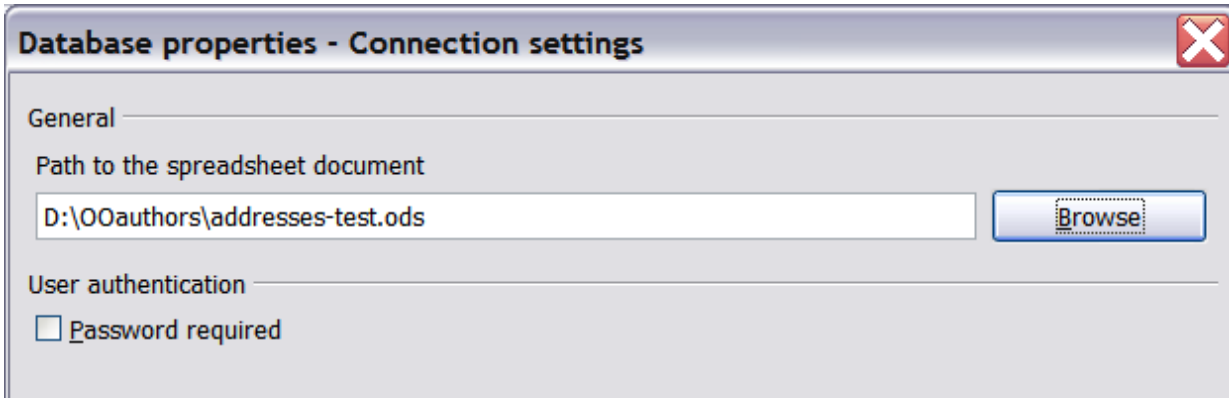 Database properties - Connection settings
General
Path to the spreadsheet document
D:\OOauthors\addresses-test.ods
Browse
User authentication
Password required